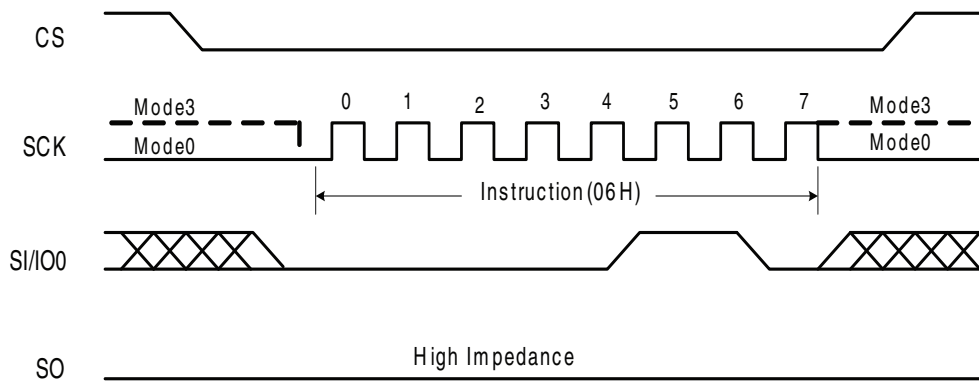 CS
0 1 2 3 4 5 6 7
Mode3 Mode3
SCK
Mode0 Mode0
Instruction(06H)
SI/IO0
High Impedance
SO